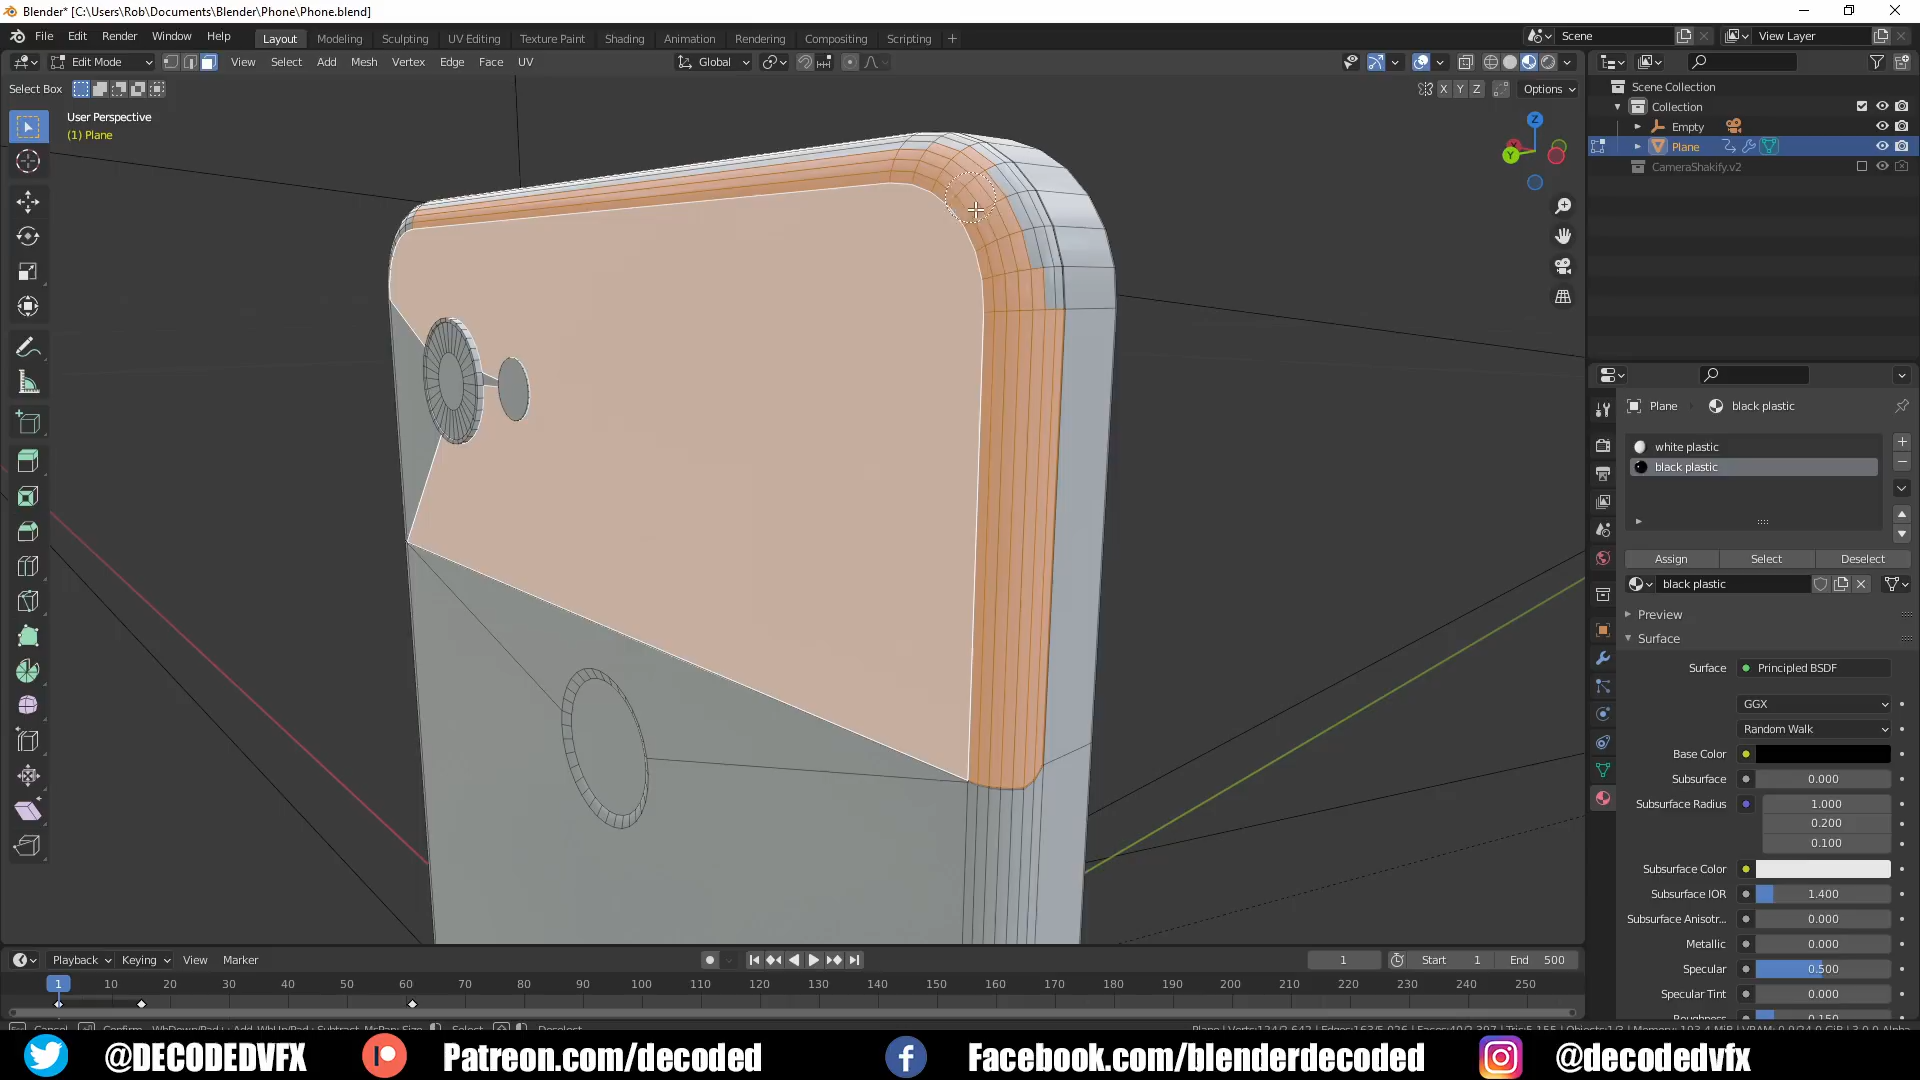 Blender* [C:\Users\Rob\Documents\Blender\Phone\Phone.blend]
File Edit Render Window Help Layout Modeling Sculpting UV Editing Texture Paint Shading Animation Rendering Compositing Scripting + Scene View Layer
Edit Mode View Select Add Mesh Vertex Edge Face UV Global
Select Box X Y Z Options
User Perspective
(1) Plane
Z
Y
Scene Collection
Collection
Empty
Plane
CameraShakify.v2
Plane black plastic
white plastic
black plastic
Assign Select Deselect
black plastic
Preview
Surface
Surface Principled BSDF
GGX
Random Walk
Base Color
Subsurface 0.000
Subsurface Radius 1.000
0.200
0.100
Subsurface Color
Subsurface IOR 1.400
Subsurface Anisotr... 0.000
Metallic 0.000
Specular 0.500
Specular Tint 0.000
Roughness 0.150
Playback Keying View Marker 1 Start 1 End 500
1 10 20 30 40 50 60 70 80 90 100 110 120 130 140 150 160 170 180 190 200 210 220 230 240 250
@DECODEDVFX Patreon.com/decoded Facebook.com/blenderdecoded @decodedvfx